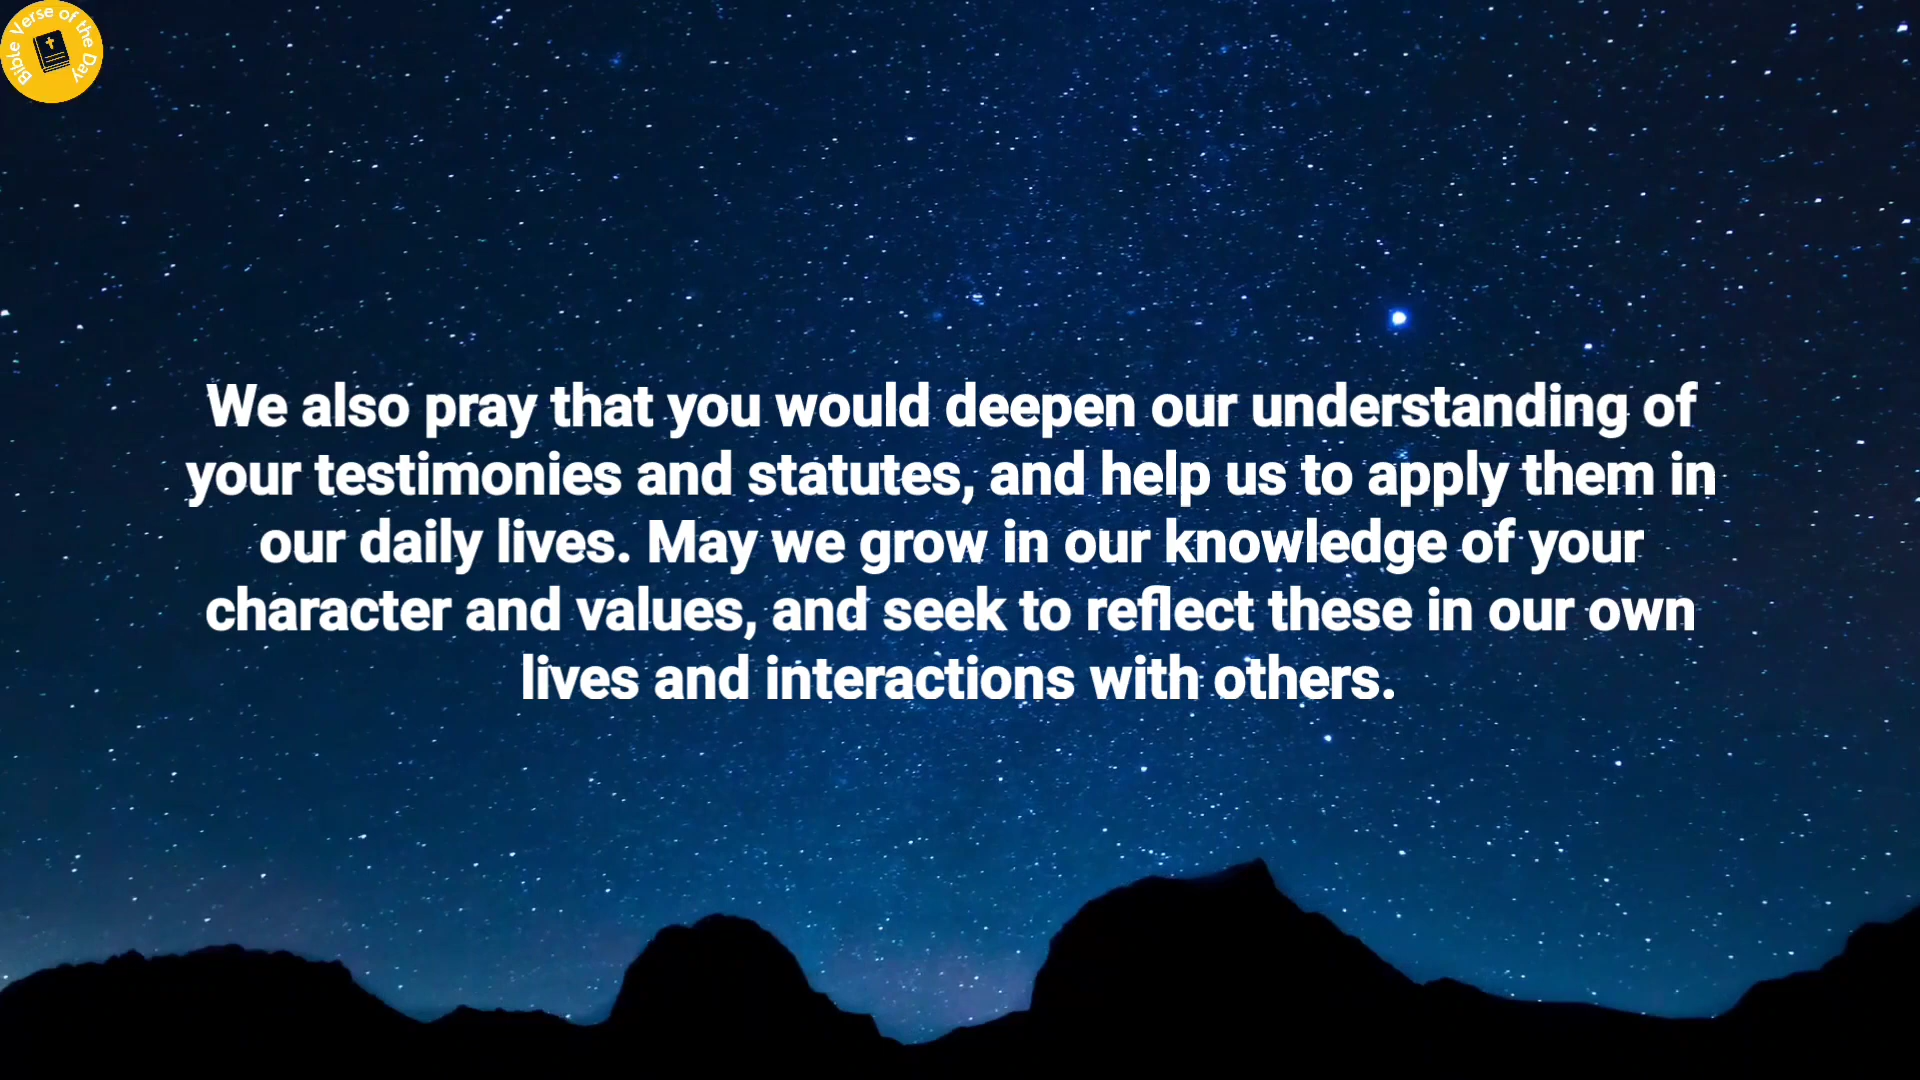 Bible Verse of the Day
We also pray that you would deepen our understanding of
your testimonies and statutes, and help us to apply them in
our daily lives. May we grow in our knowledge of your
character and values, and seek to reflect these in our own
lives and interactions with others.